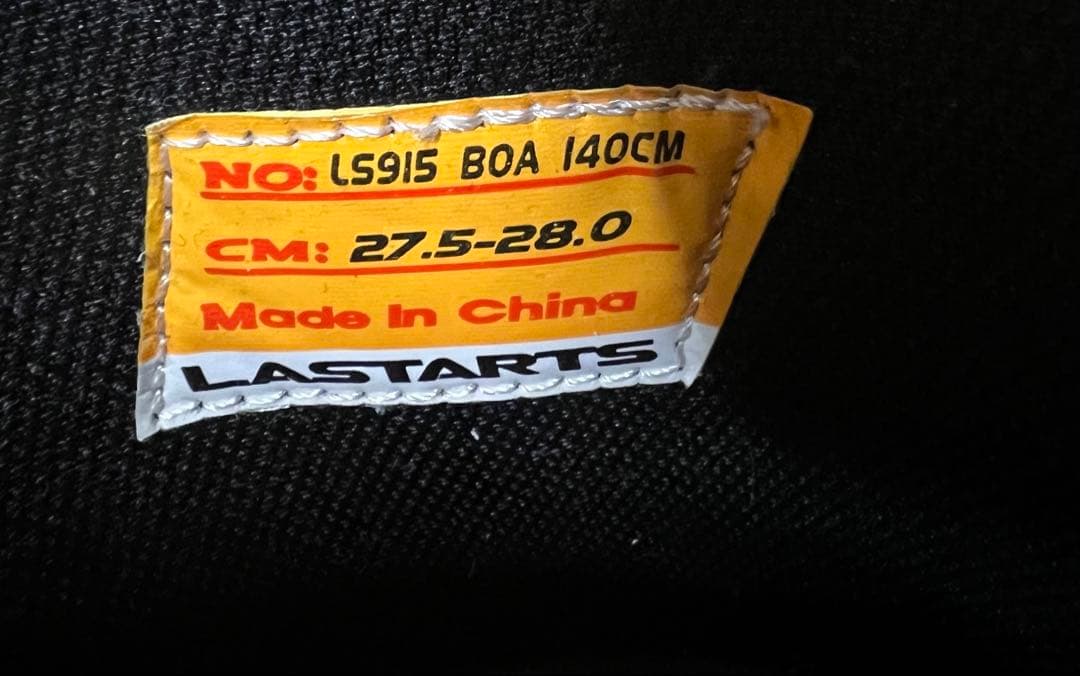 NO: LS915 BOA 140CM
CM: 27.5-28.0
Made In China
LASTARTS